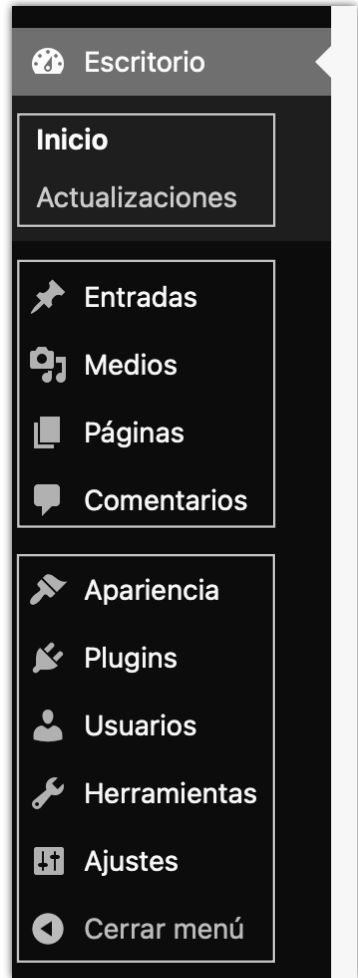 Escritorio
Inicio
Actualizaciones
Entradas
Medios
Páginas
Comentarios
Apariencia
Plugins
Usuarios
Herramientas
Ajustes
Cerrar menú